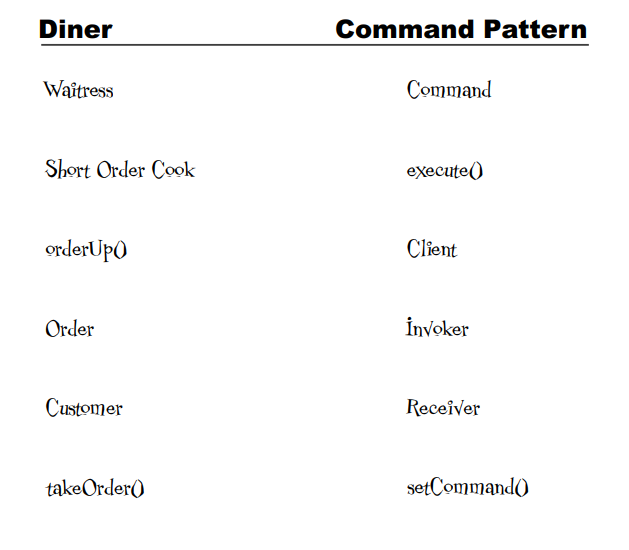 Diner Command Pattern
Waitress Command
Short Order Cook execute()
orderUp() Client
Order Invoker
Customer Receiver
takeOrder() setCommand()